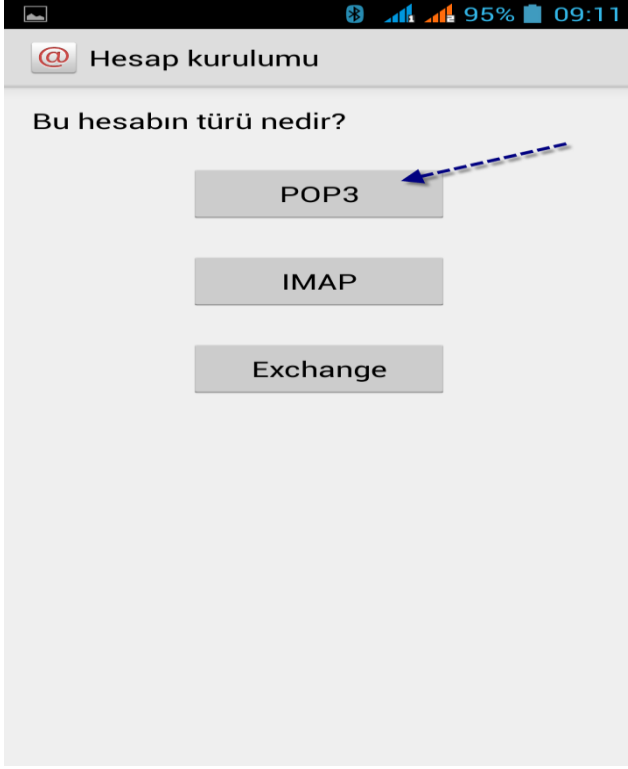 95% 09:11
@ Hesap kurulumu
Bu hesabın türü nedir?
POP3
IMAP
Exchange